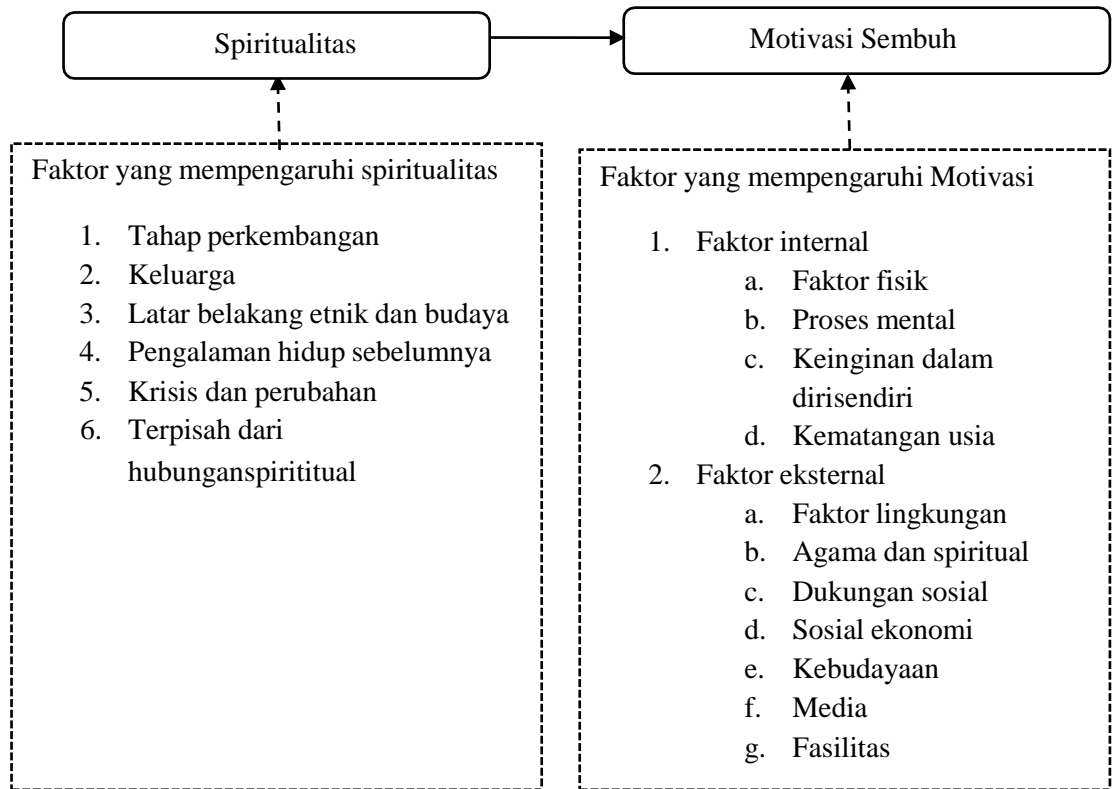 Spiritualitas
Motivasi Sembuh
Faktor yang mempengaruhi spiritualitas
1. Tahap perkembangan
2. Keluarga
3. Latar belakang etnik dan budaya
4. Pengalaman hidup sebelumnya
5. Krisis dan perubahan
6. Terpisah dari
hubunganspirititual
Faktor yang mempengaruhi Motivasi
1. Faktor internal
a. Faktor fisik
b. Proses mental
c. Keinginan dalam
dirisendiri
d. Kematangan usia
2. Faktor eksternal
a. Faktor lingkungan
b. Agama dan spiritual
c. Dukungan sosial
d. Sosial ekonomi
e. Kebudayaan
f. Media
g. Fasilitas